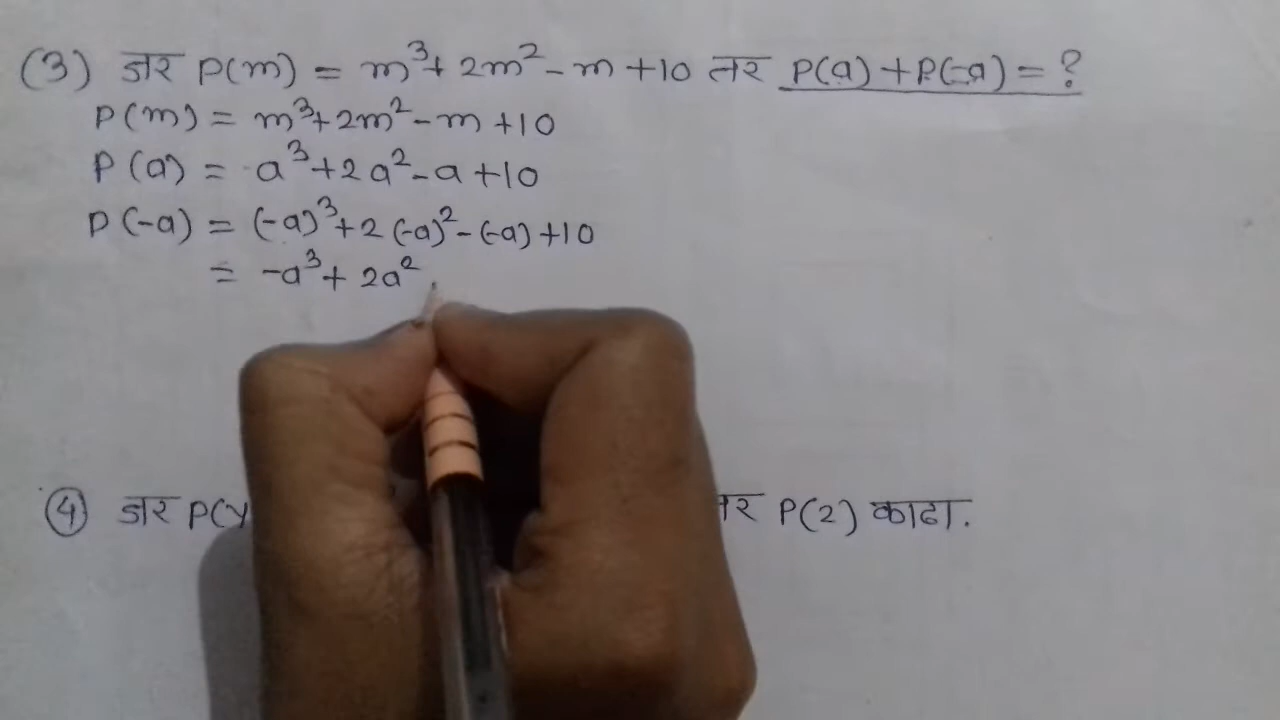 (3) जर P(m) = m³+ 2m² - m +10 तर P(a) +P(-a) = ?
P(m) = m³+2m² - m +10
P(a) = a³+2a² - a +10
P(-a) = (-a)³+2(-a)² - (-a) +10
= -a³+ 2a²
④ जर P(y तर P(2) काढा.